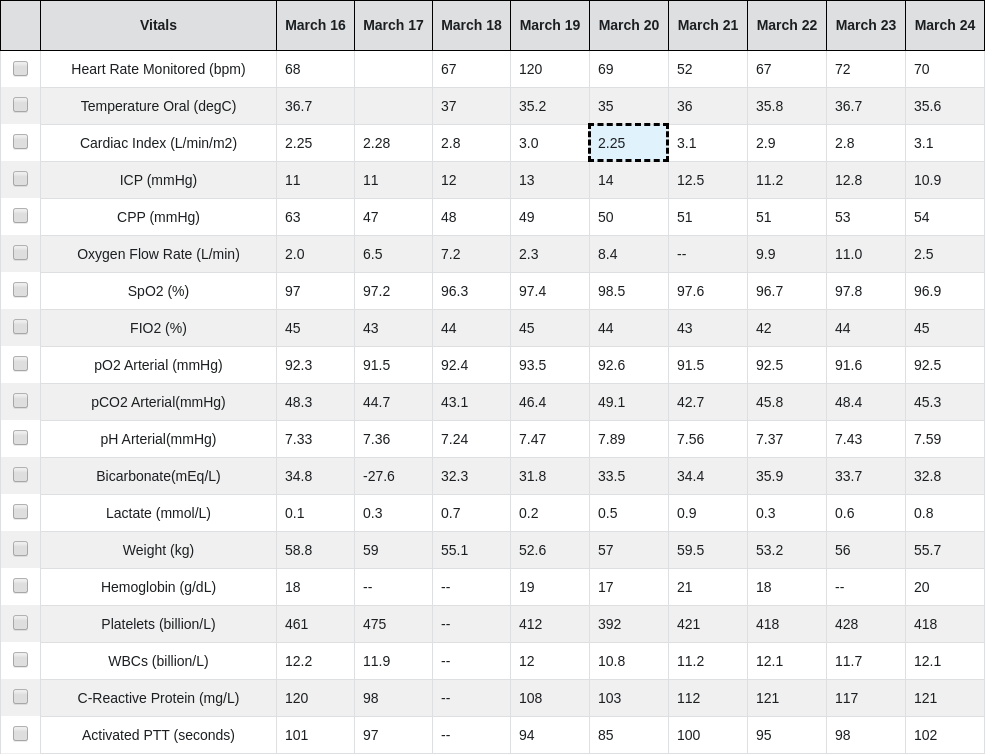 Vitals March 16 March 17 March 18 March 19 March 20 March 21 March 22 March 23 March 24
Heart Rate Monitored (bpm) 68 67 120 69 52 67 72 70
Temperature Oral (degC) 36.7 37 35.2 35 36 35.8 36.7 35.6
Cardiac Index (L/min/m2) 2.25 2.28 2.8 3.0 2.25 3.1 2.9 2.8 3.1
ICP (mmHg) 11 11 12 13 14 12.5 11.2 12.8 10.9
CPP (mmHg) 63 47 48 49 50 51 51 53 54
Oxygen Flow Rate (L/min) 2.0 6.5 7.2 2.3 8.4 -- 9.9 11.0 2.5
SpO2 (%) 97 97.2 96.3 97.4 98.5 97.6 96.7 97.8 96.9
FIO2 (%) 45 43 44 45 44 43 42 44 45
pO2 Arterial (mmHg) 92.3 91.5 92.4 93.5 92.6 91.5 92.5 91.6 92.5
pCO2 Arterial(mmHg) 48.3 44.7 43.1 46.4 49.1 42.7 45.8 48.4 45.3
pH Arterial(mmHg) 7.33 7.36 7.24 7.47 7.89 7.56 7.37 7.43 7.59
Bicarbonate(mEq/L) 34.8 -27.6 32.3 31.8 33.5 34.4 35.9 33.7 32.8
Lactate (mmol/L) 0.1 0.3 0.7 0.2 0.5 0.9 0.3 0.6 0.8
Weight (kg) 58.8 59 55.1 52.6 57 59.5 53.2 56 55.7
Hemoglobin (g/dL) 18 -- -- 19 17 21 18 -- 20
Platelets (billion/L) 461 475 -- 412 392 421 418 428 418
WBCs (billion/L) 12.2 11.9 -- 12 10.8 11.2 12.1 11.7 12.1
C-Reactive Protein (mg/L) 120 98 -- 108 103 112 121 117 121
Activated PTT (seconds) 101 97 -- 94 85 100 95 98 102